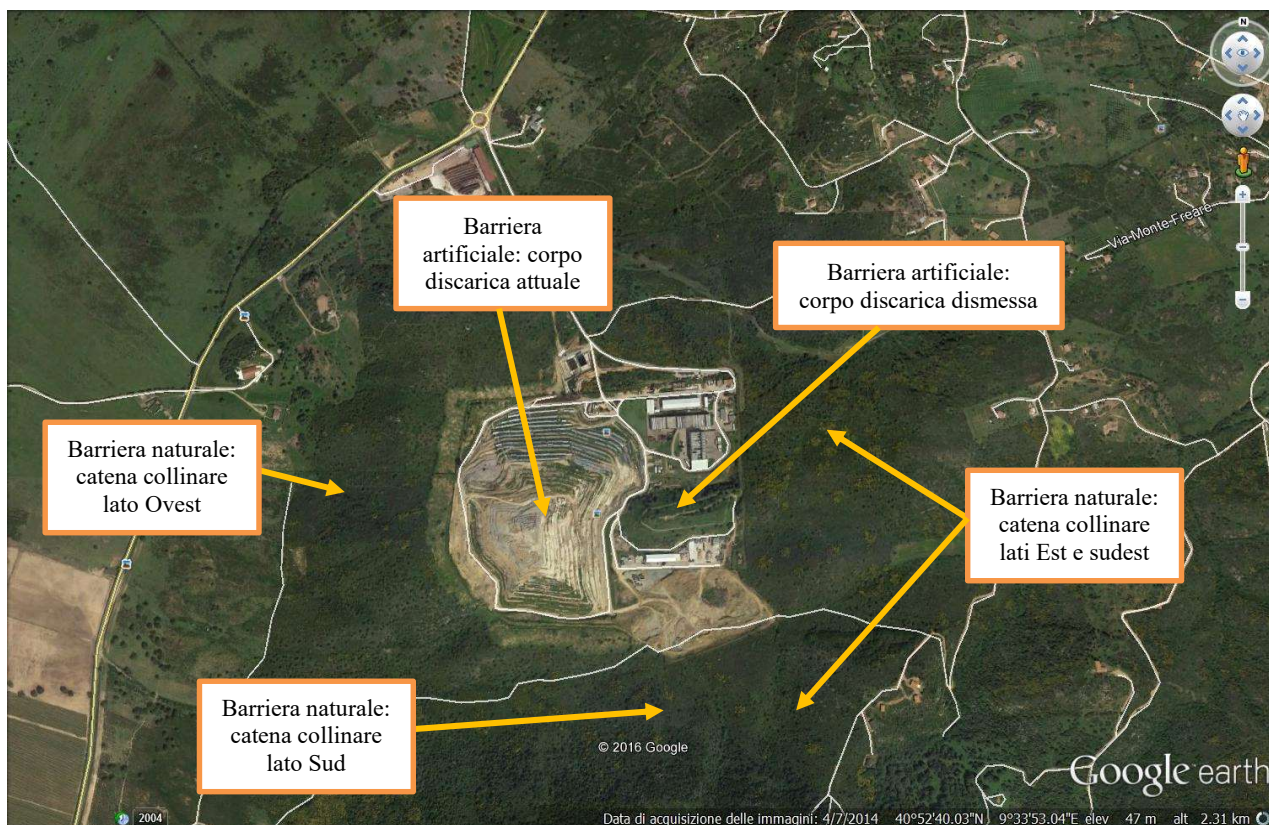 N
Via-Monte-Freare
Barriera
artificiale: corpo
discarica attuale
Barriera artificiale:
corpo discarica dismessa
Barriera naturale:
catena collinare
lato Ovest
Barriera naturale:
catena collinare
lati Est e sudest
Barriera naturale:
catena collinare
lato Sud
© 2016 Google
Google earth
2004
Data di acquisizione delle immagini: 4/7/2014 40°52'40.03"N 9°33'53.04"E elev 47 m alt 2.31 km